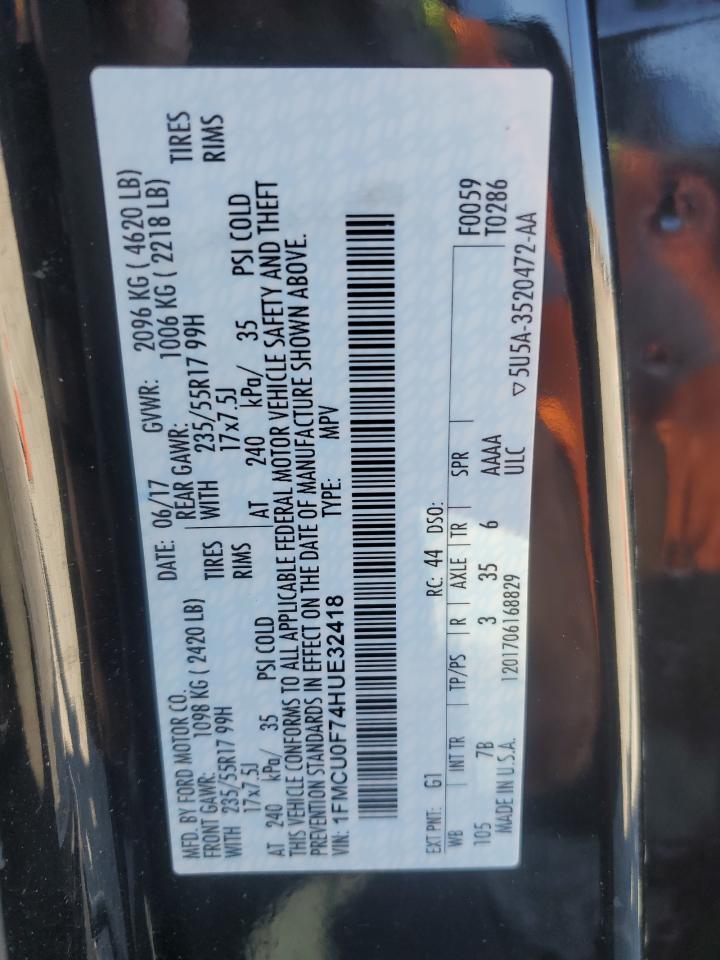 MFD. BY FORD MOTOR CO. DATE: 06/17 GVWR: 2096 KG ( 4620 LB)
FRONT GAWR: 1098 KG ( 2420 LB) REAR GAWR: 1006 KG ( 2218 LB)
WITH 235/55R17 99H TIRES WITH 235/55R17 99H TIRES
17x7.5J RIMS 17x7.5J RIMS
AT 240 kPa/ 35 PSI COLD AT 240 kPa/ 35 PSI COLD
THIS VEHICLE CONFORMS TO ALL APPLICABLE FEDERAL MOTOR VEHICLE SAFETY AND THEFT
PREVENTION STANDARDS IN EFFECT ON THE DATE OF MANUFACTURE SHOWN ABOVE.
VIN: 1FMCU0F74HUE32418 TYPE: MPV
EXT PNT: G1 RC: 44 DSO: F0059
WB INT TR TP/PS R AXLE TR SPR T0286
105 7B 3 35 6 AAAA
MADE IN U.S.A. 1201706168829 ULC ▽5U5A-3520472-AA